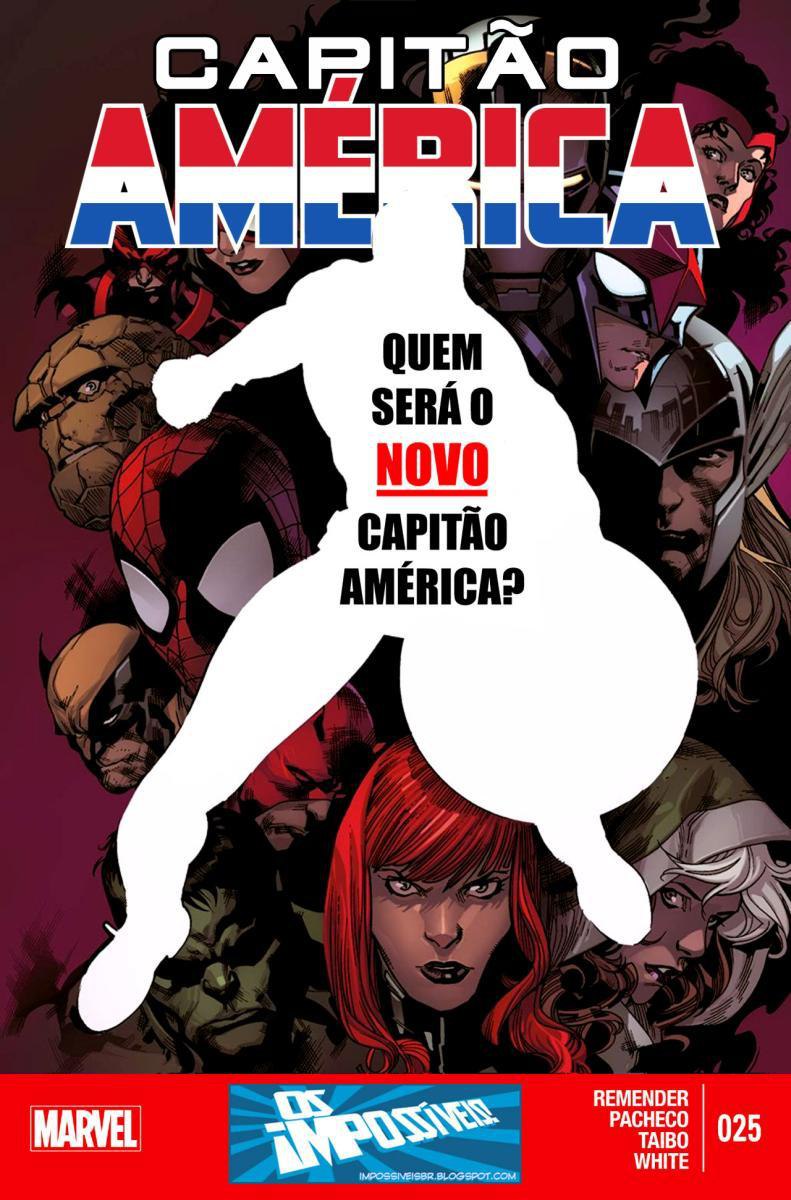 CAPITÃO
AMÉRICA
QUEM
SERÁ O
NOVO
CAPITÃO
AMÉRICA?
MARVEL
OS
iMPOSSÍVEIS!
IMPOSSIVEISBR.BLOGSPOT.COM
REMENDER
PACHECO
TAIBO
WHITE
025